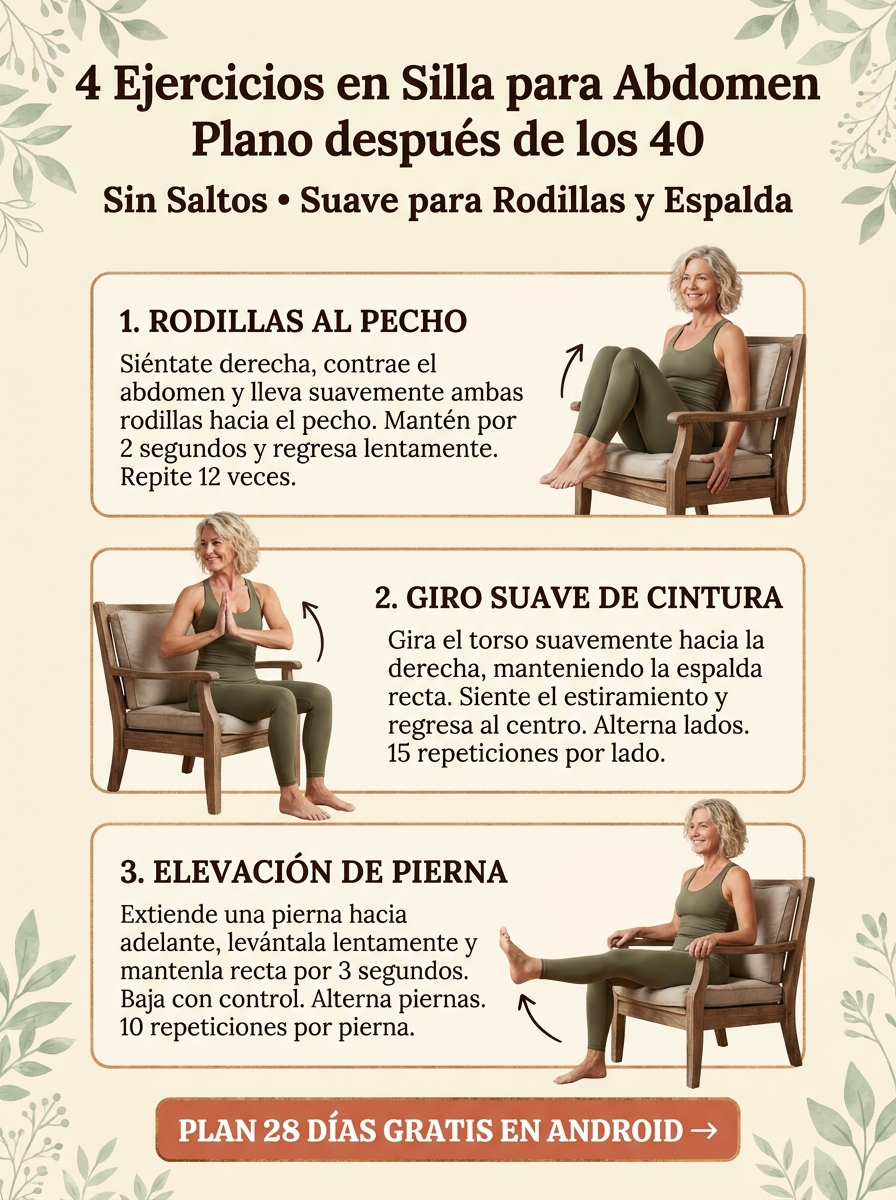 4 Ejercicios en Silla para Abdomen
Plano después de los 40
Sin Saltos • Suave para Rodillas y Espalda
1. RODILLAS AL PECHO
Siéntate derecha, contrae el
abdomen y lleva suavemente ambas
rodillas hacia el pecho. Mantén por
2 segundos y regresa lentamente.
Repite 12 veces.
2. GIRO SUAVE DE CINTURA
Gira el torso suavemente hacia la
derecha, manteniendo la espalda
recta. Siente el estiramiento y
regresa al centro. Alterna lados.
15 repeticiones por lado.
3. ELEVACIÓN DE PIERNA
Extiende una pierna hacia
adelante, levántala lentamente y
mantenla recta por 3 segundos.
Baja con control. Alterna piernas.
10 repeticiones por pierna.
PLAN 28 DÍAS GRATIS EN ANDROID →